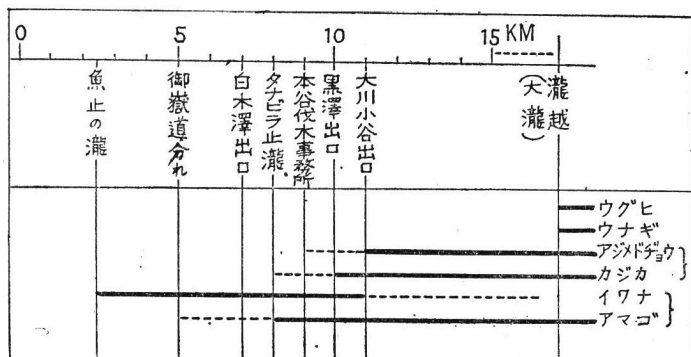 0 5 10 15 KM
魚止の瀧
御嶽道分れ
白木澤出口
タナビラ止瀧
本谷伐木事務所
黒澤出口
大川小谷出口
瀧越
(大瀧)
ウグヒ
ウナギ
アジメドヂョウ
カジカ
イワナ
アマゴ